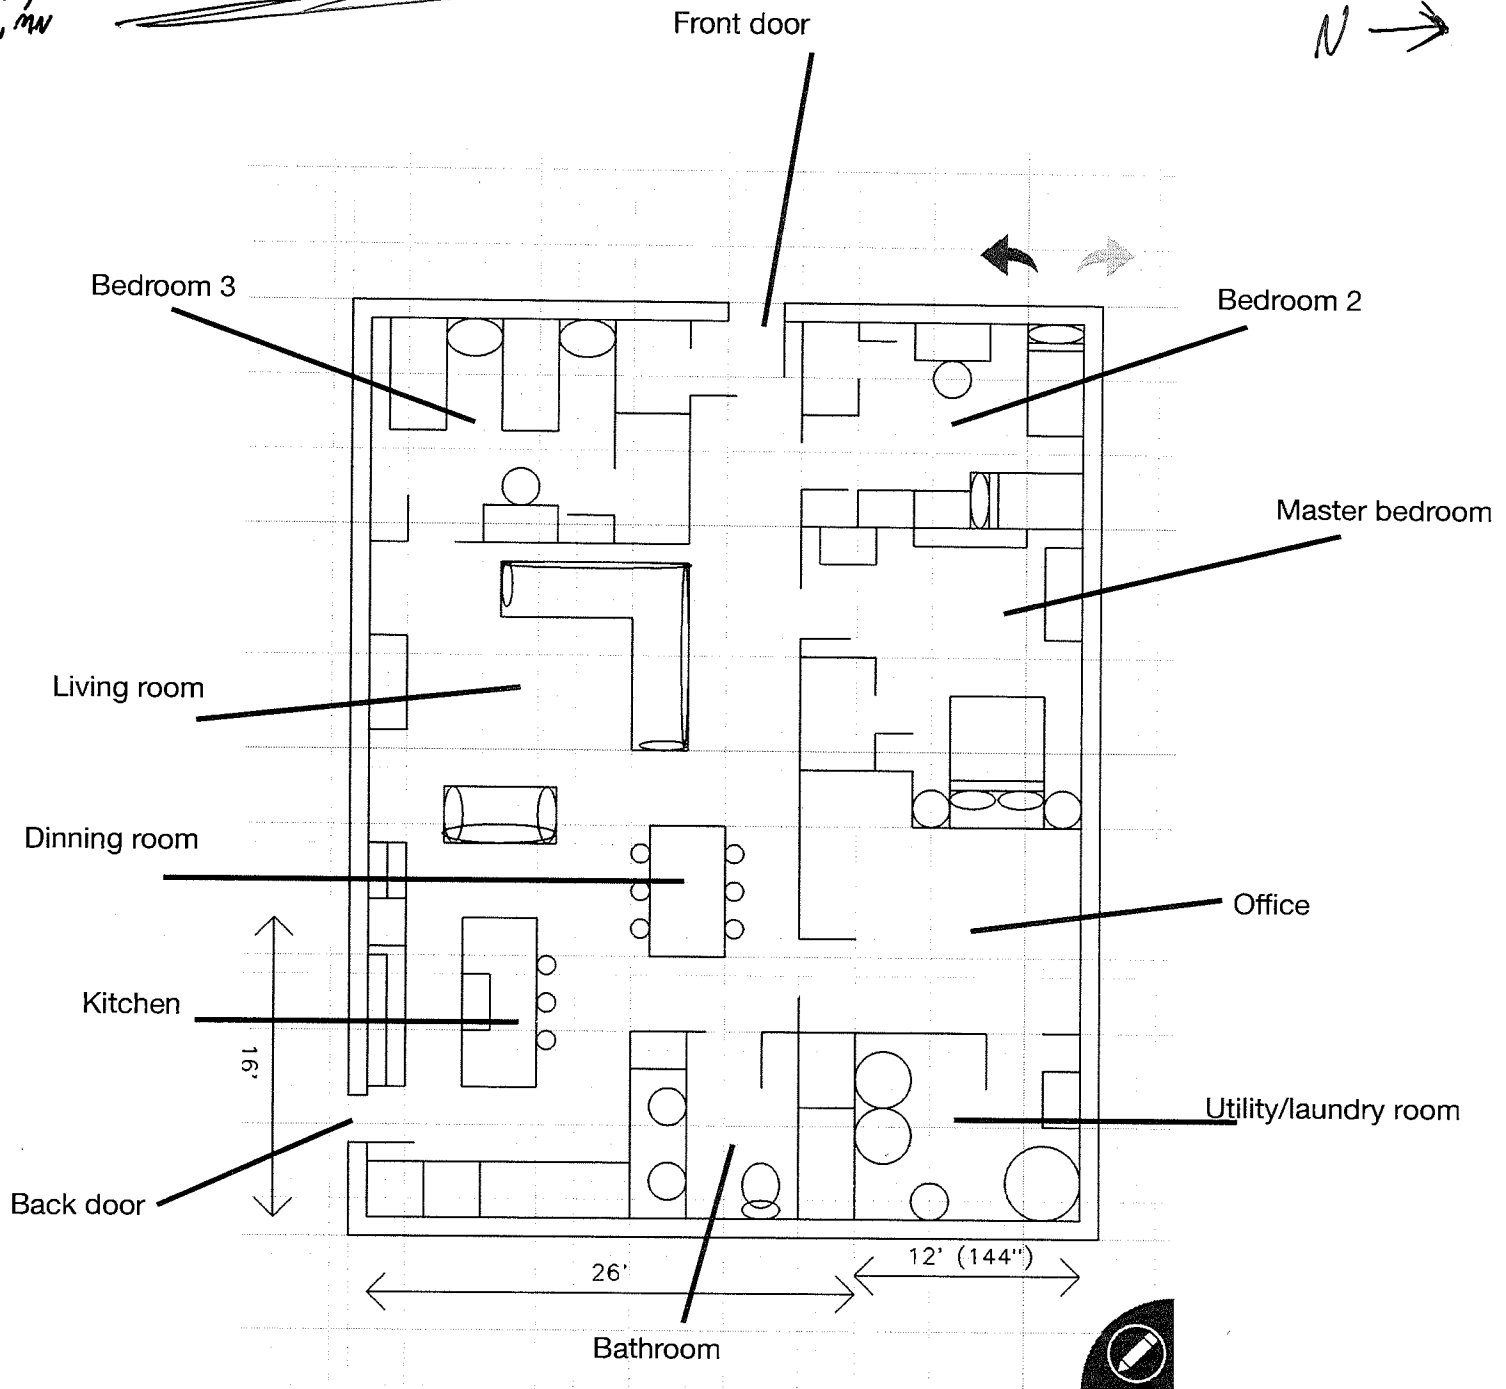 Front door
N
Bedroom 3
Bedroom 2
Master bedroom
Living room
Dinning room
Office
Kitchen
16'
Utility/laundry room
Back door
12' (144")
26'
Bathroom